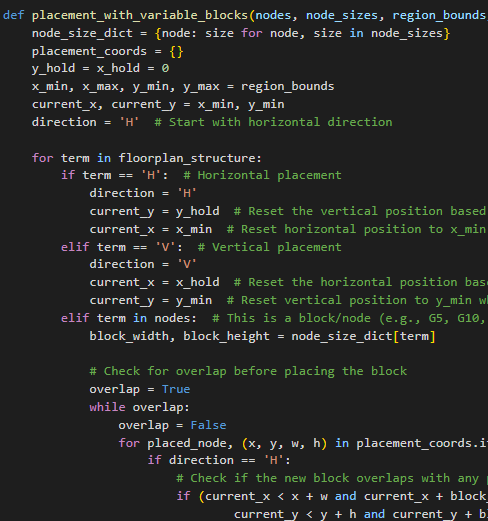 def placement_with_variable_blocks(nodes, node_sizes, region_bounds
    node_size_dict = {node: size for node, size in node_sizes}
    placement_coords = {}
    y_hold = x_hold = 0
    x_min, x_max, y_min, y_max = region_bounds
    current_x, current_y = x_min, y_min
    direction = 'H'  # Start with horizontal direction

    for term in floorplan_structure:
        if term == 'H':  # Horizontal placement
            direction = 'H'
            current_y = y_hold  # Reset the vertical position based
            current_x = x_min  # Reset horizontal position to x_min
        elif term == 'V':  # Vertical placement
            direction = 'V'
            current_x = x_hold  # Reset the horizontal position bas
            current_y = y_min  # Reset vertical position to y_min w
        elif term in nodes:  # This is a block/node (e.g., G5, G10,
            block_width, block_height = node_size_dict[term]

            # Check for overlap before placing the block
            overlap = True
            while overlap:
                overlap = False
                for placed_node, (x, y, w, h) in placement_coords.it
                    if direction == 'H':
                        # Check if the new block overlaps with any p
                        if (current_x < x + w and current_x + block_
                                current_y < y + h and current_y + bl